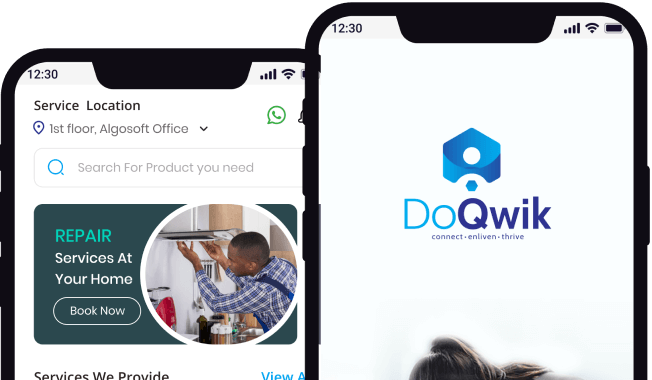 12:30
Service Location
1st floor, Algosoft Office
Search For Product you need
REPAIR
Services At
Your Home
Book Now
Services We Provide
View A
12:30
DoQwik
connect • enliven • thrive